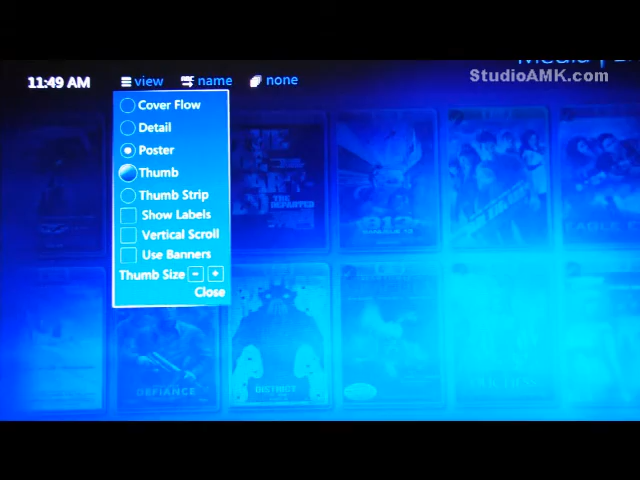 Media |
StudioAMK.com
11:49 AM view name none
Cover Flow
Detail
Poster
Thumb
Thumb Strip
Show Labels
Vertical Scroll
Use Banners
Thumb Size - +
Close
THE DEPARTED
DEFIANCE
DISTRICT